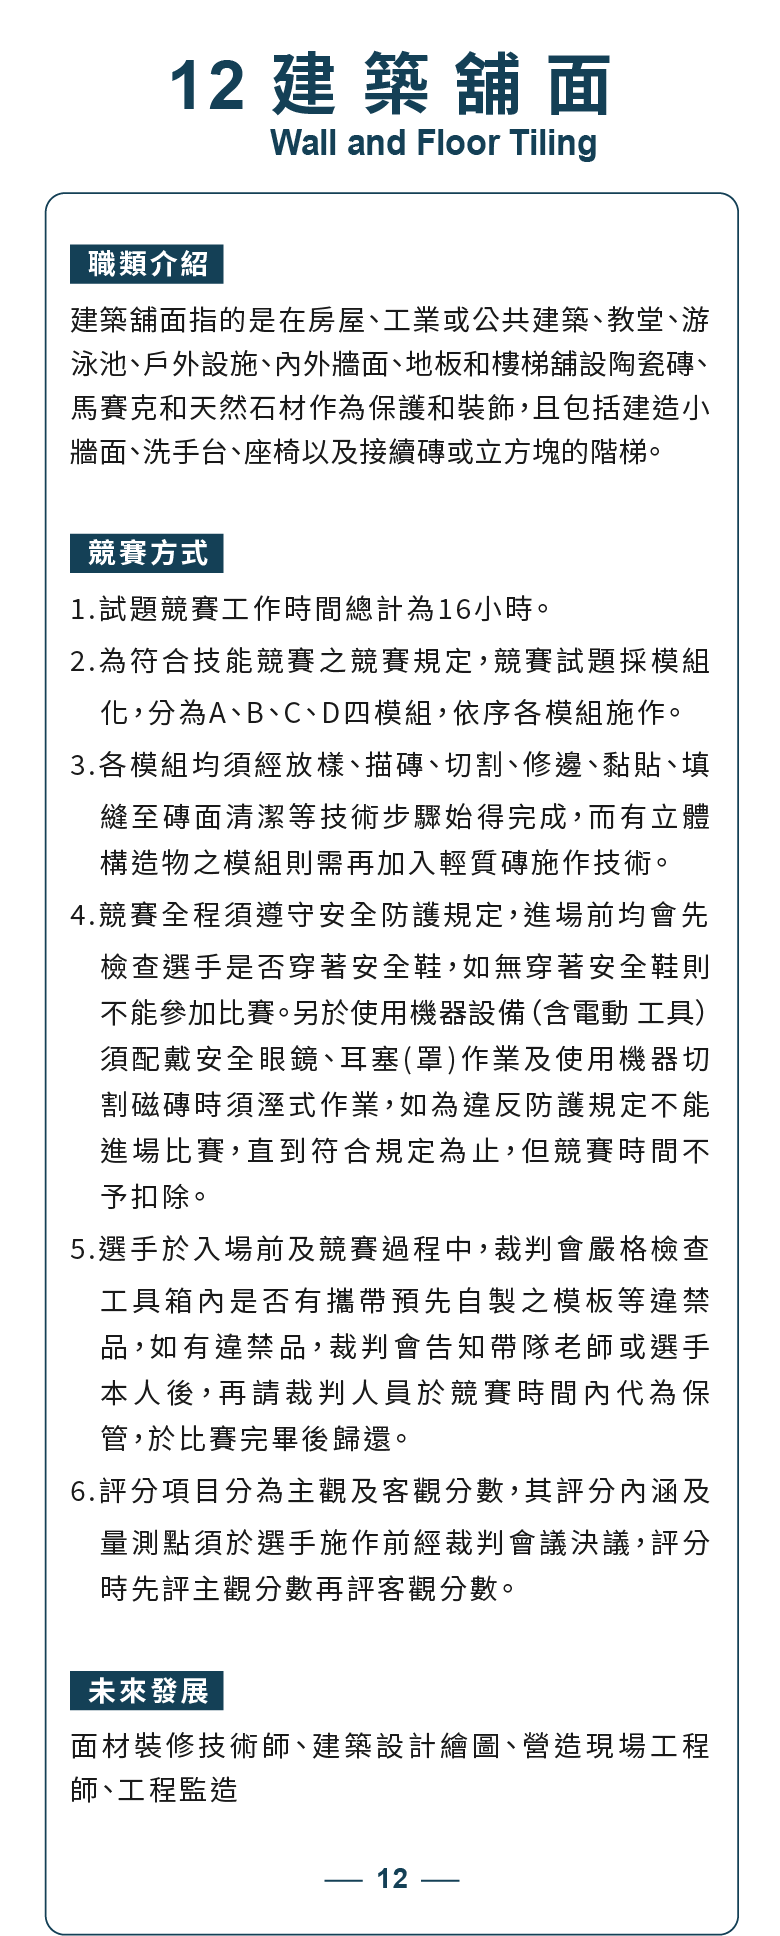 12 建築舖面
Wall and Floor Tiling
職類介紹
建築舖面指的是在房屋、工業或公共建築、教堂、游
泳池、戶外設施、內外牆面、地板和樓梯舖設陶瓷磚、
馬賽克和天然石材作為保護和裝飾，且包括建造小
牆面、洗手台、座椅以及接續磚或立方塊的階梯。
競賽方式
1.試題競賽工作時間總計為16小時。
2.為符合技能競賽之競賽規定，競賽試題採模組
化，分為A、B、C、D四模組，依序各模組施作。
3.各模組均須經放樣、描磚、切割、修邊、黏貼、填
縫至磚面清潔等技術步驟始得完成，而有立體
構造物之模組則需再加入輕質磚施作技術。
4.競賽全程須遵守安全防護規定，進場前均會先
檢查選手是否穿著安全鞋，如無穿著安全鞋則
不能參加比賽。另於使用機器設備（含電動 工具）
須配戴安全眼鏡、耳塞(罩)作業及使用機器切
割磁磚時須溼式作業，如為違反防護規定不能
進場比賽，直到符合規定為止，但競賽時間不
予扣除。
5.選手於入場前及競賽過程中，裁判會嚴格檢查
工具箱內是否有攜帶預先自製之模板等違禁
品，如有違禁品，裁判會告知帶隊老師或選手
本人後，再請裁判人員於競賽時間內代為保
管，於比賽完畢後歸還。
6.評分項目分為主觀及客觀分數，其評分內涵及
量測點須於選手施作前經裁判會議決議，評分
時先評主觀分數再評客觀分數。
未來發展
面材裝修技術師、建築設計繪圖、營造現場工程
師、工程監造
12